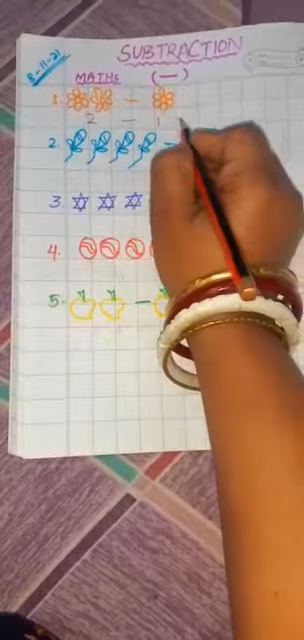 8-11-21
SUBTRACTION
MATHS (—)
1. —
2 — 1
2. —
3.
4.
5. —